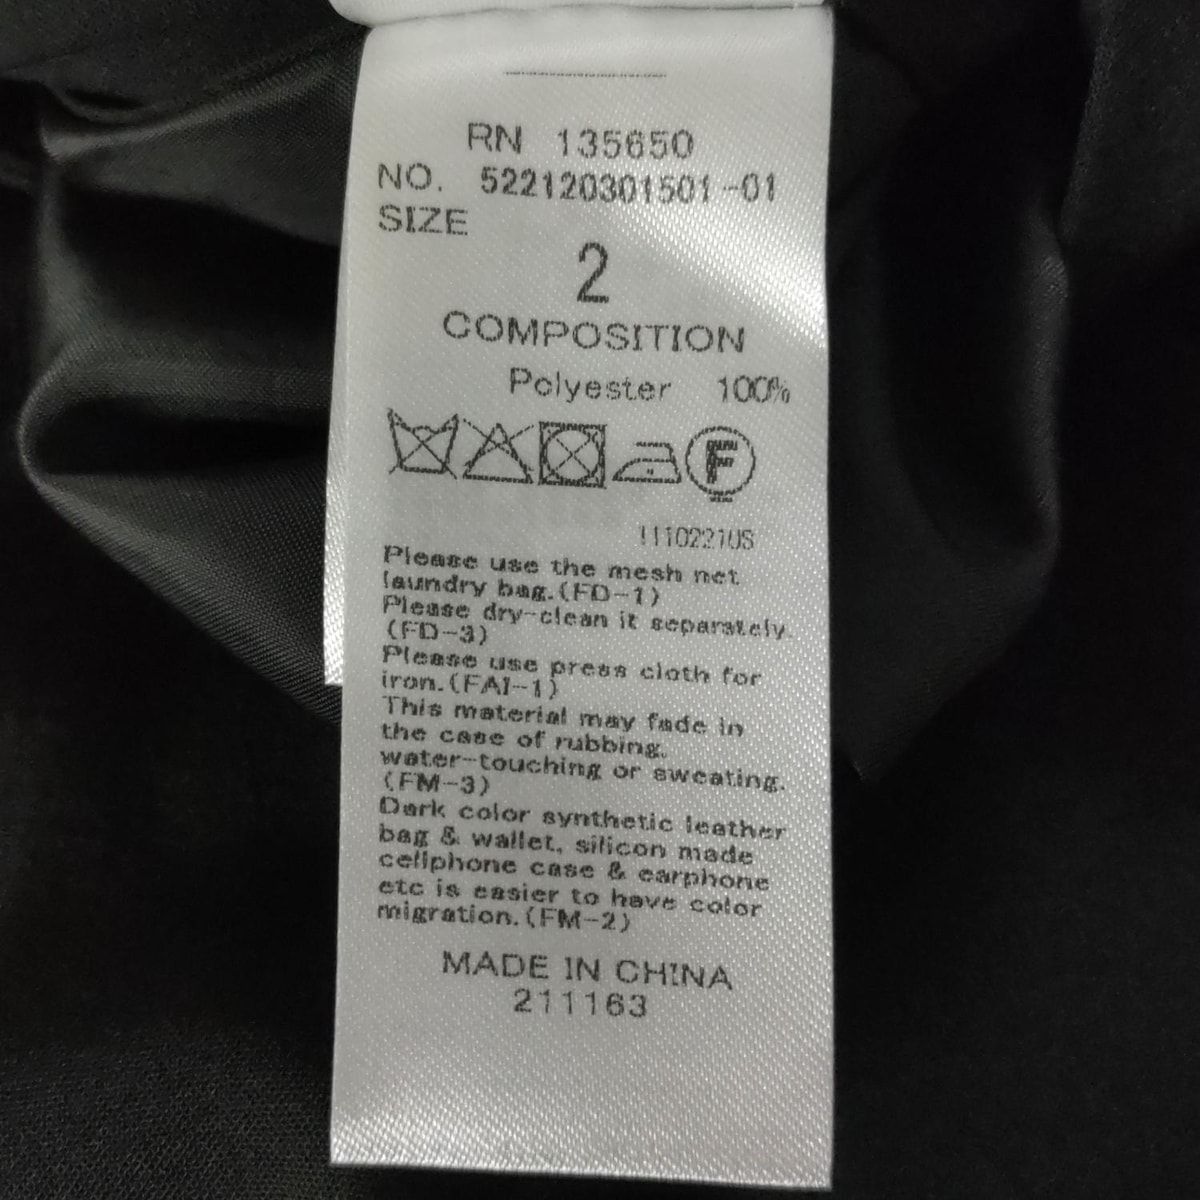 RN 135650
NO. 522120301501-01
SIZE
2
COMPOSITION
Polyester 100%
F
1110221US
Please use the mesh net
laundry bag.(FD-1)
Please dry-clean it separately.
(FD-3)
Please use press cloth for
iron.(FAI-1)
This material may fade in
the case of rubbing,
water-touching or sweating.
(FM-3)
Dark color synthetic leather
bag & wallet, silicon made
cellphone case & earphone
etc is easier to have color
migration.(FM-2)
MADE IN CHINA
211163